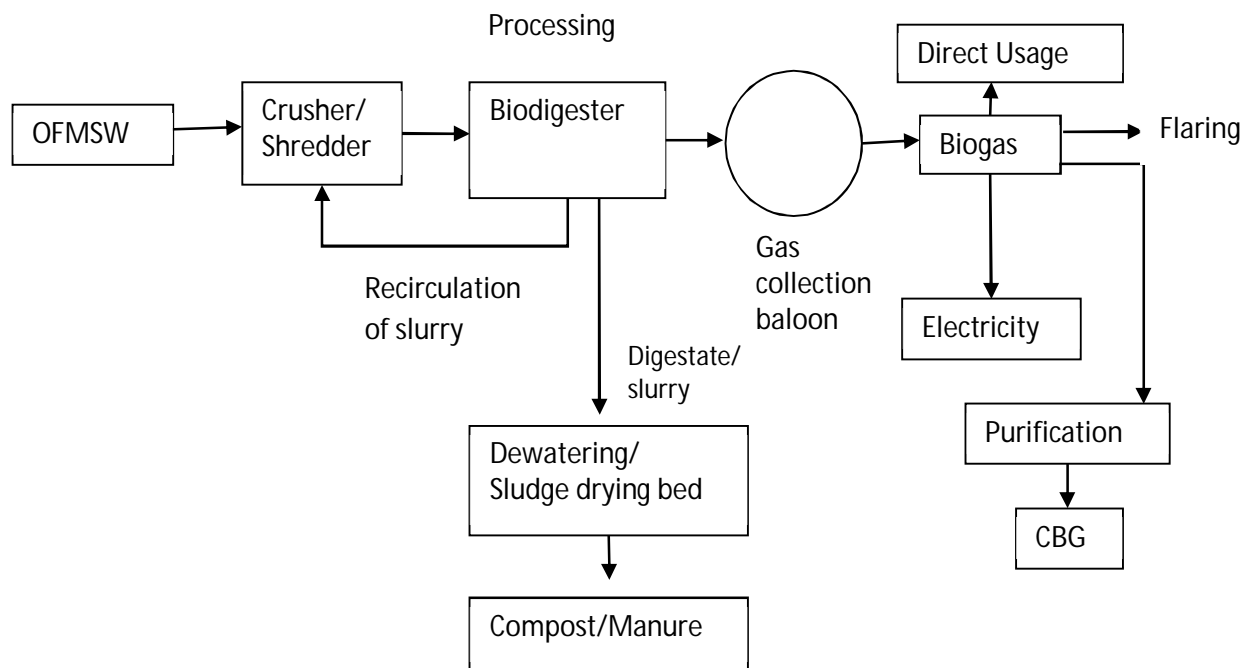 Processing
Direct Usage
OFMSW
Crusher/
Shredder
Biodigester
Biogas
Flaring
Recirculation
of slurry
Gas
collection
baloon
Electricity
Digestate/
slurry
Dewatering/
Sludge drying bed
Purification
CBG
Compost/Manure